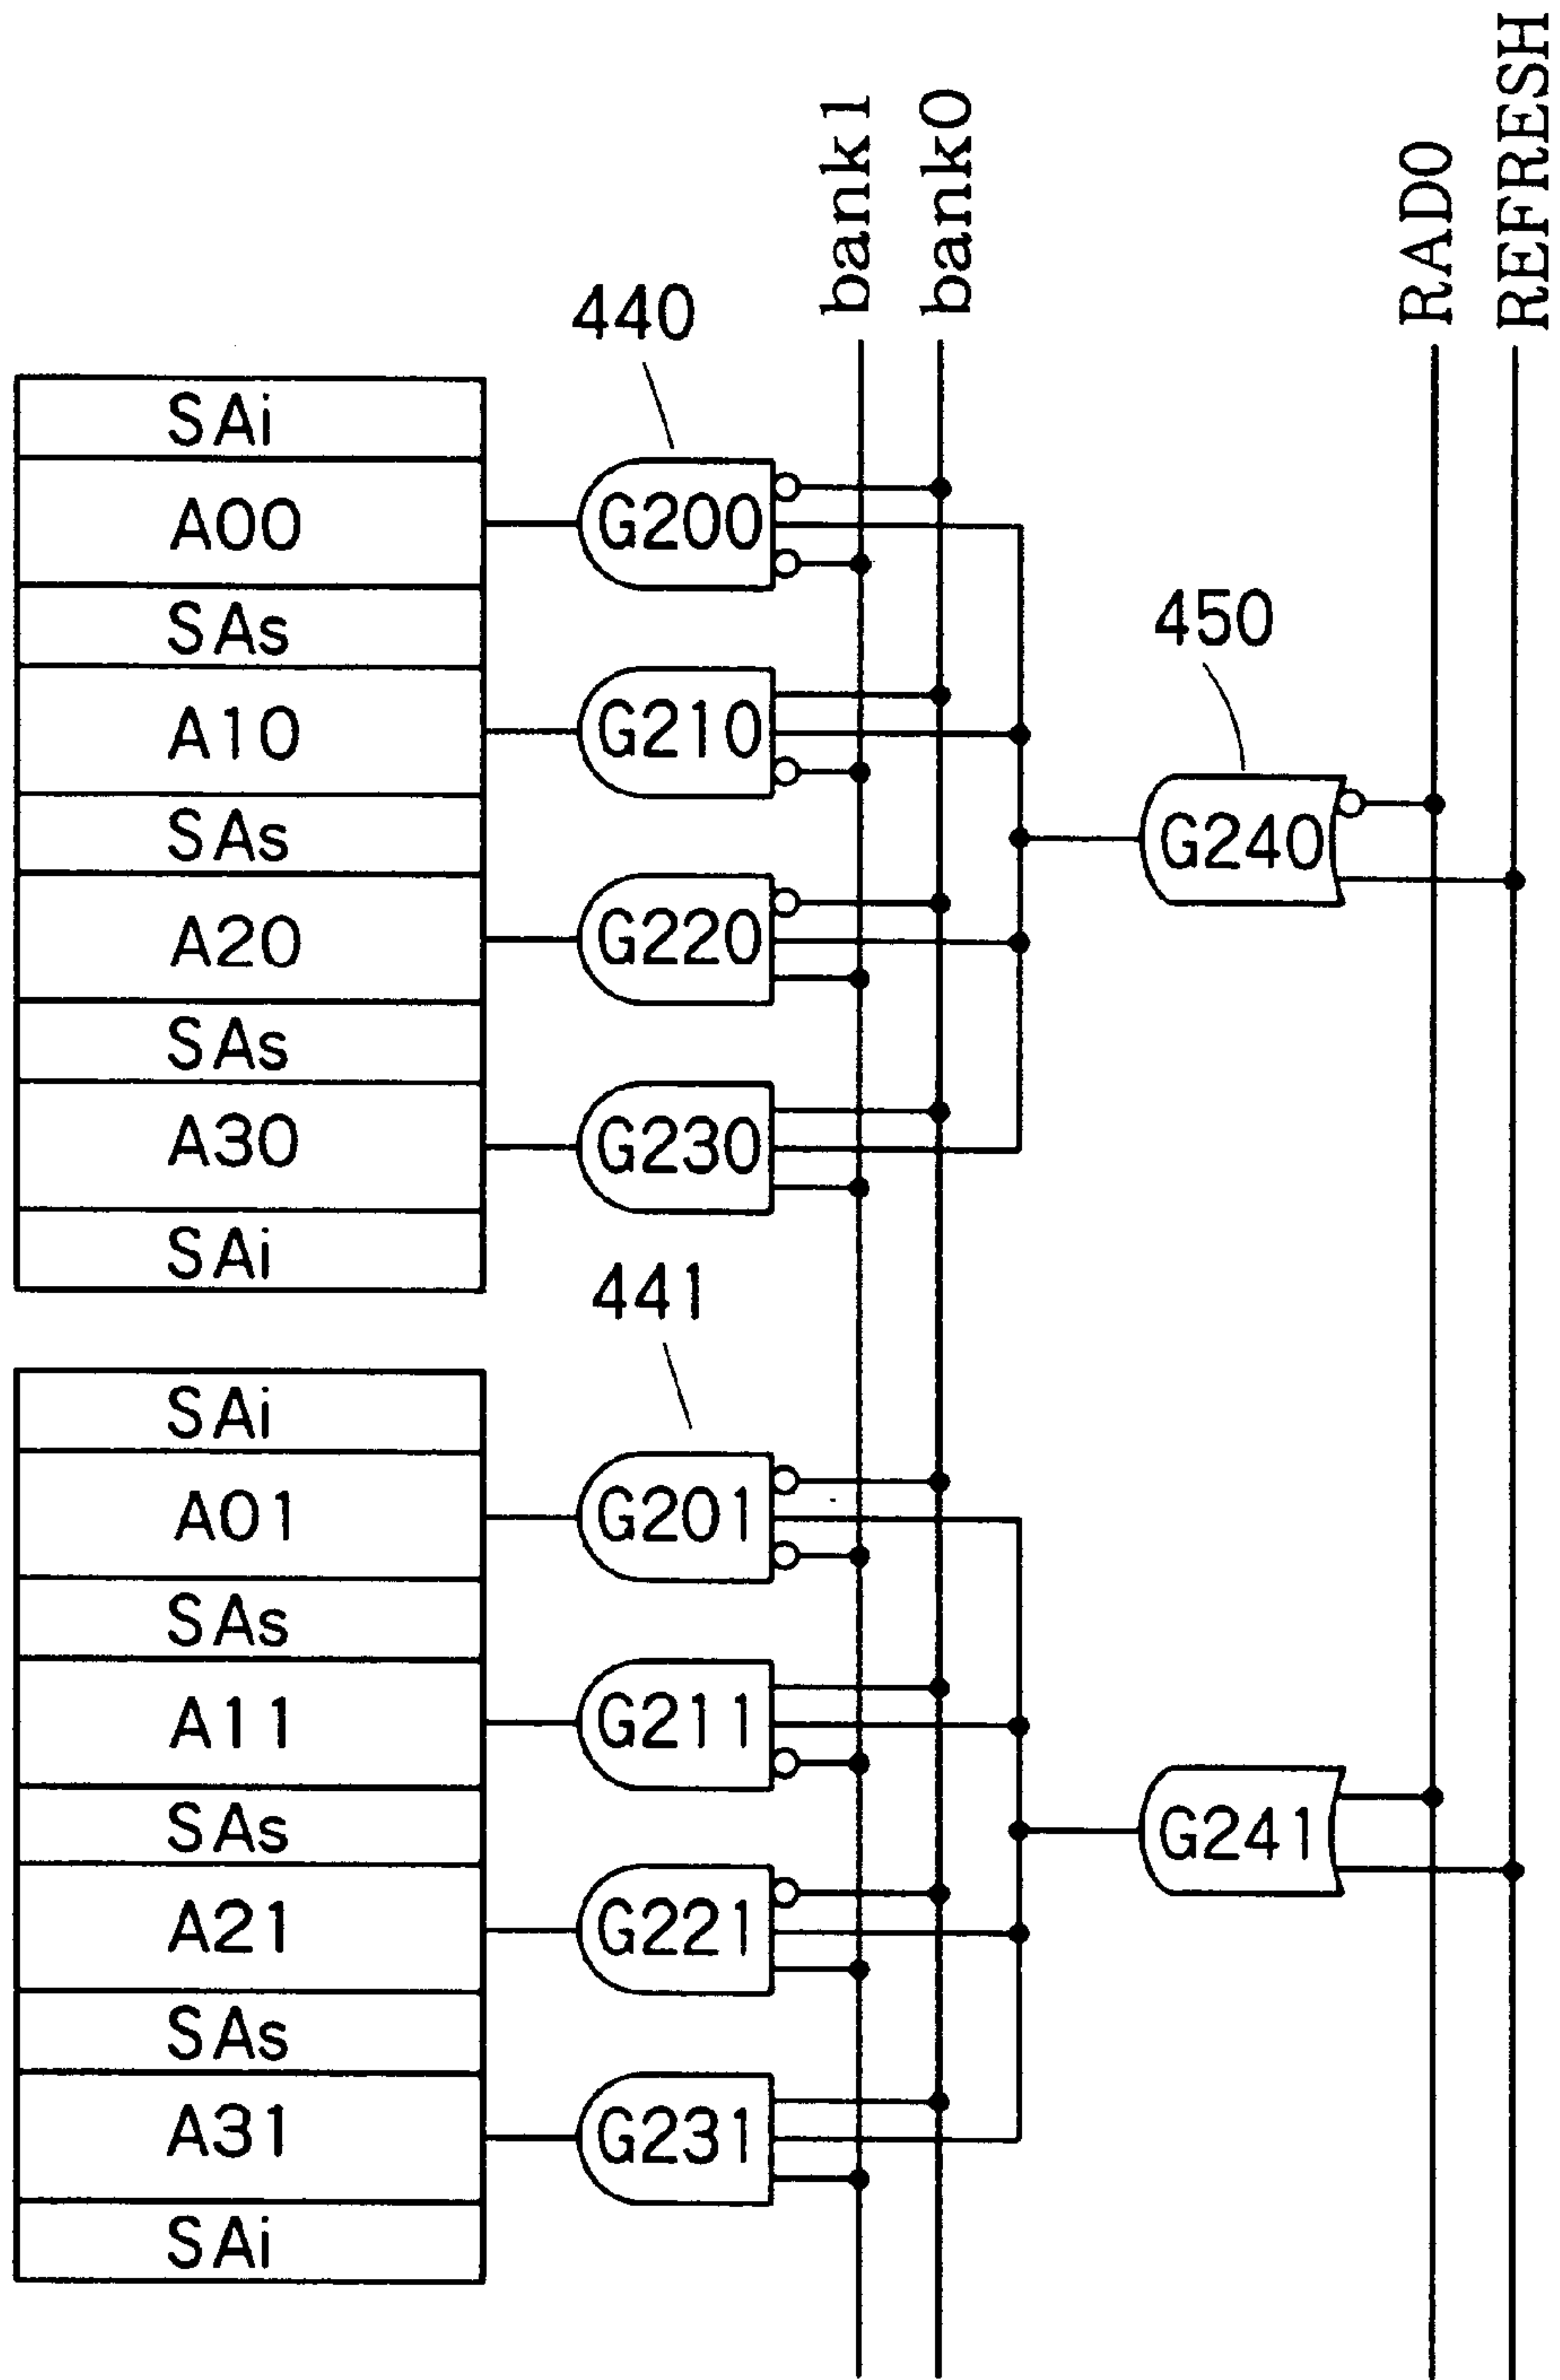 bank1
bank0
RAD0
REFRESH
440
SAi
A00
G200
SAs
450
A10
G210
SAs
G240
A20
G220
SAs
A30
G230
SAi
441
SAi
A01
G201
SAs
A11
G211
SAs
G241
A21
G221
SAs
A31
G231
SAi